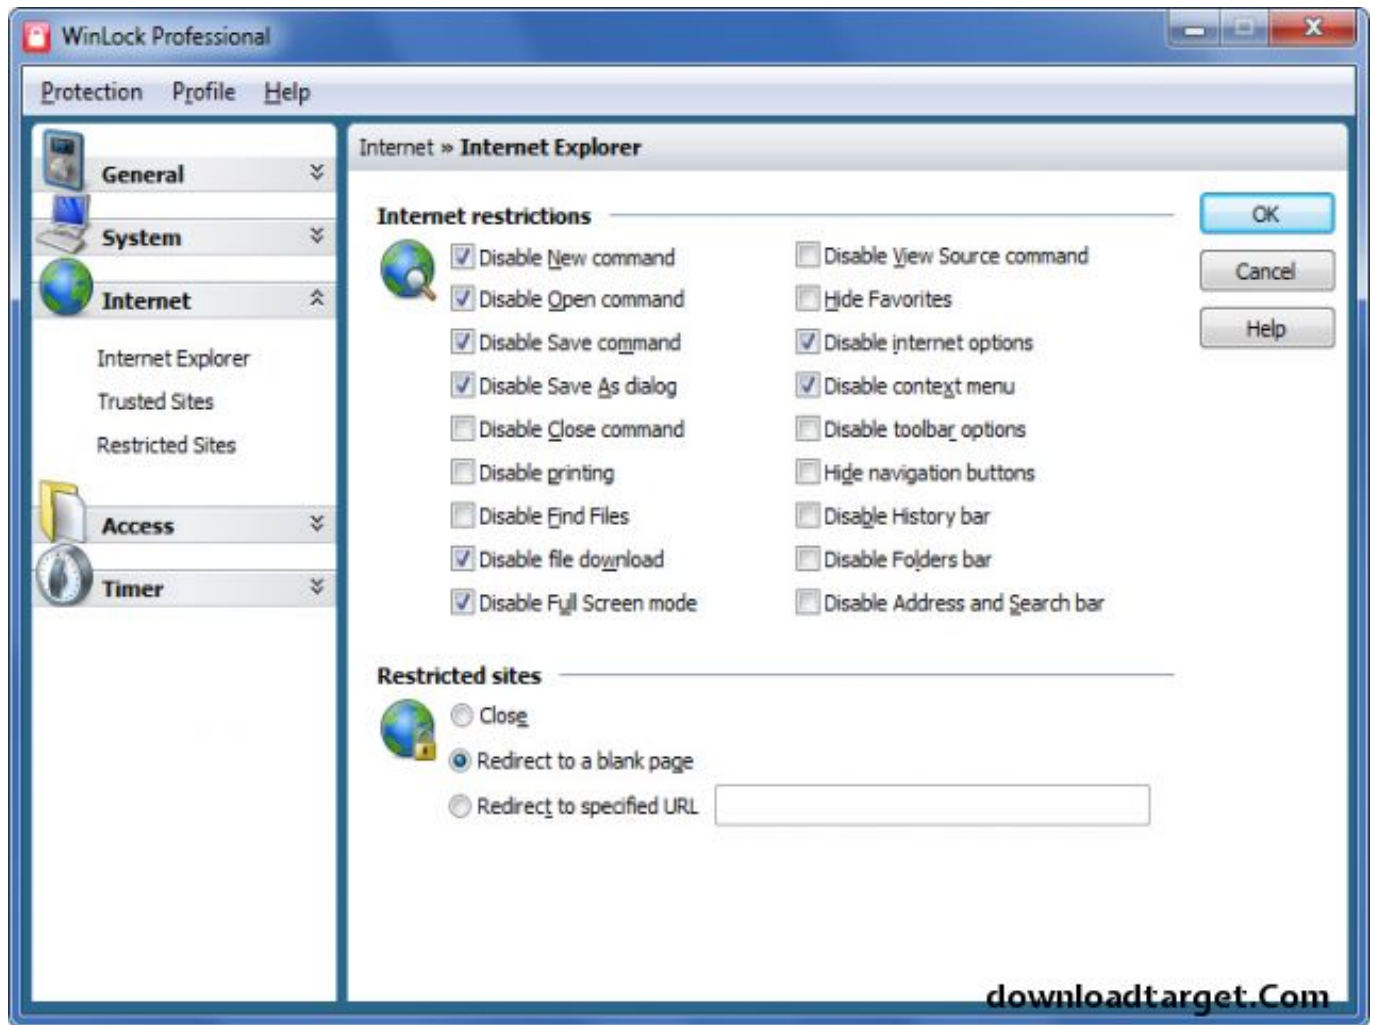 WinLock Professional
Protection Profile Help
General
System
Internet
Internet Explorer
Trusted Sites
Restricted Sites
Access
Timer
Internet » Internet Explorer
Internet restrictions
Disable New command
Disable Open command
Disable Save command
Disable Save As dialog
Disable Close command
Disable printing
Disable Find Files
Disable file download
Disable Full Screen mode
Disable View Source command
Hide Favorites
Disable internet options
Disable context menu
Disable toolbar options
Hide navigation buttons
Disable History bar
Disable Folders bar
Disable Address and Search bar
Restricted sites
Close
Redirect to a blank page
Redirect to specified URL
OK
Cancel
Help
downloadtarget.Com